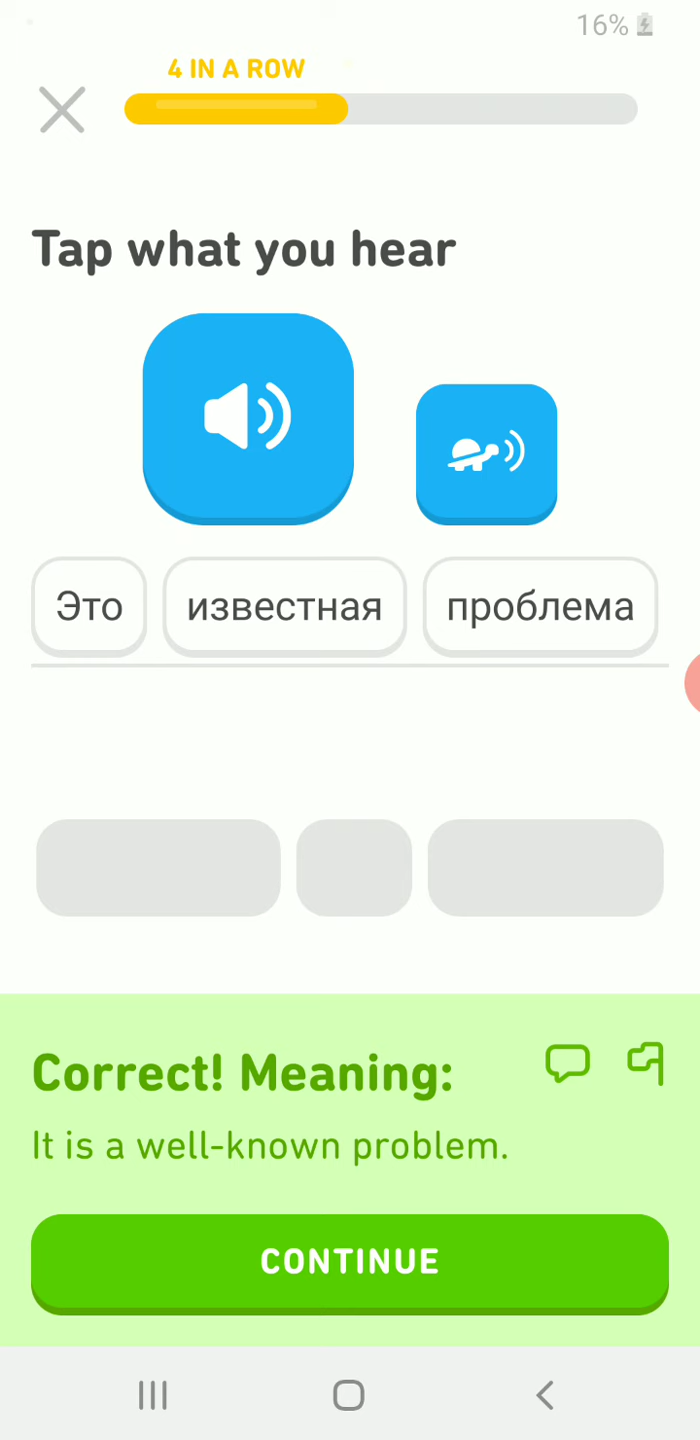 16%
4 IN A ROW
Tap what you hear
Это известная проблема
Correct! Meaning:
It is a well-known problem.
CONTINUE